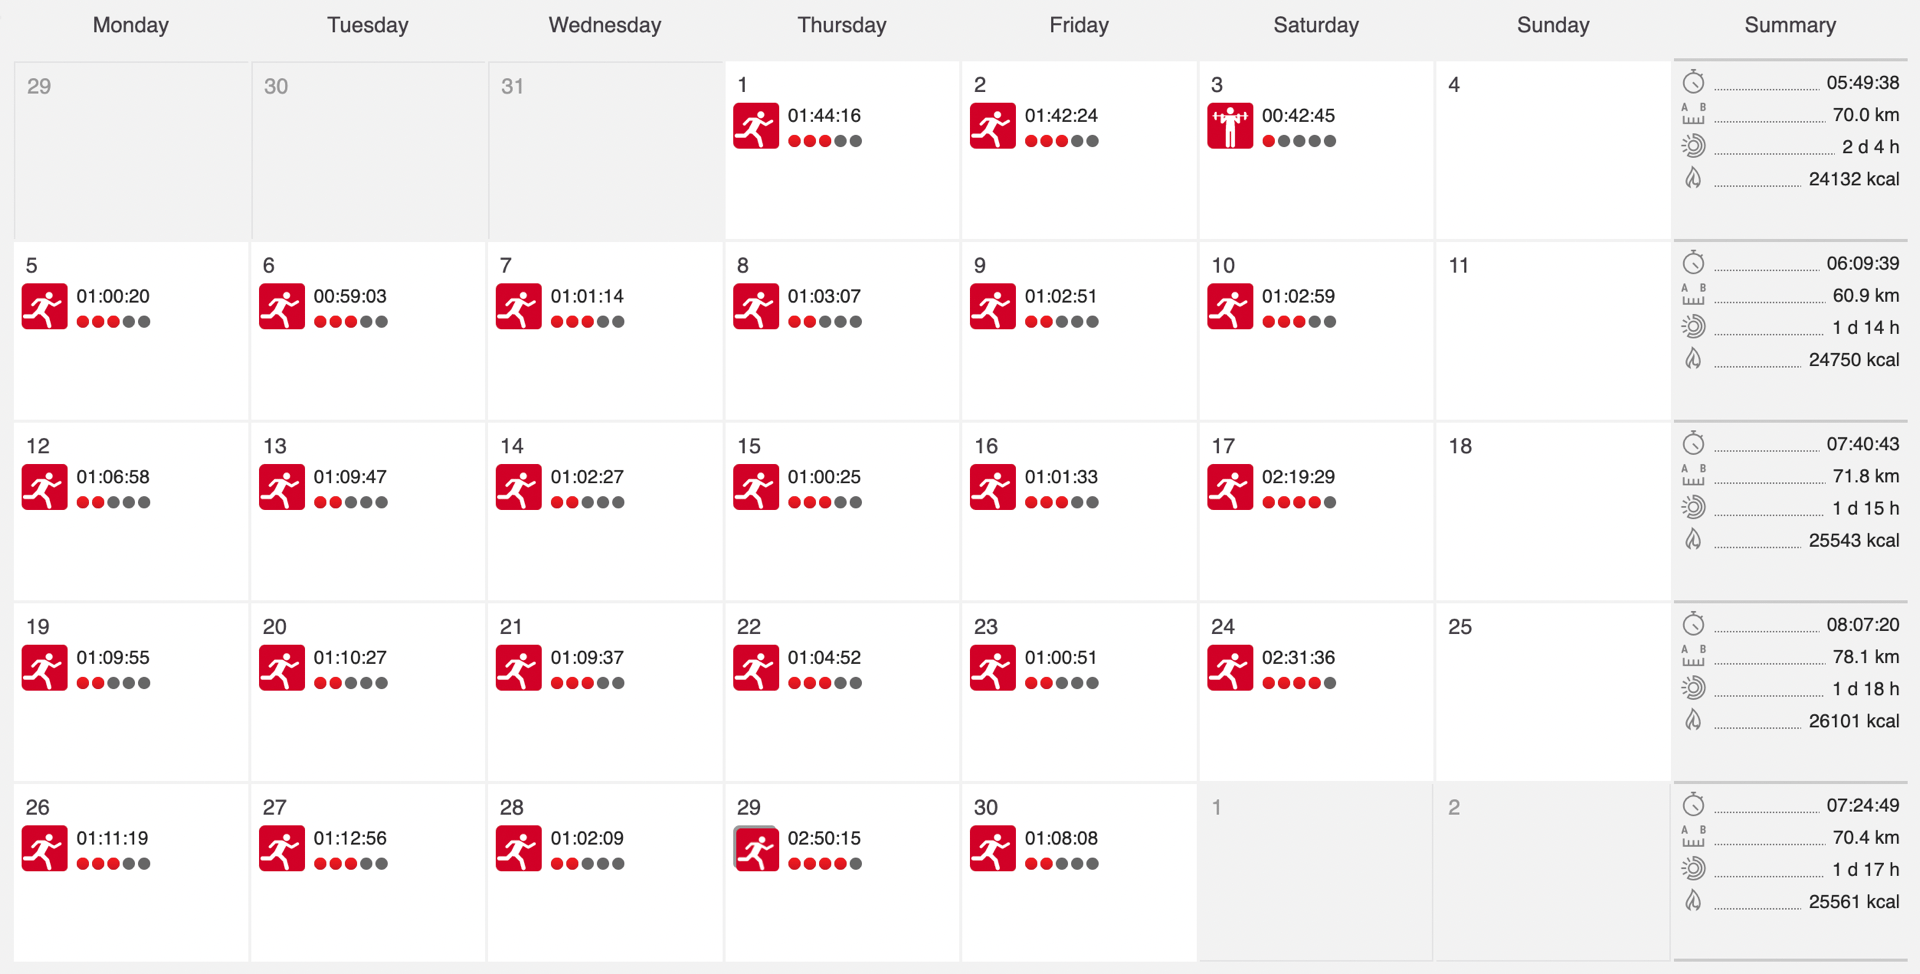 Monday Tuesday Wednesday Thursday Friday Saturday Sunday Summary
29 30 31 1 2 3 4
01:44:16 01:42:24 00:42:45
05:49:38
A B 70.0 km
2 d 4 h
24132 kcal
5 6 7 8 9 10 11
01:00:20 00:59:03 01:01:14 01:03:07 01:02:51 01:02:59
06:09:39
A B 60.9 km
1 d 14 h
24750 kcal
12 13 14 15 16 17 18
01:06:58 01:09:47 01:02:27 01:00:25 01:01:33 02:19:29
07:40:43
A B 71.8 km
1 d 15 h
25543 kcal
19 20 21 22 23 24 25
01:09:55 01:10:27 01:09:37 01:04:52 01:00:51 02:31:36
08:07:20
A B 78.1 km
1 d 18 h
26101 kcal
26 27 28 29 30 1 2
01:11:19 01:12:56 01:02:09 02:50:15 01:08:08
07:24:49
A B 70.4 km
1 d 17 h
25561 kcal